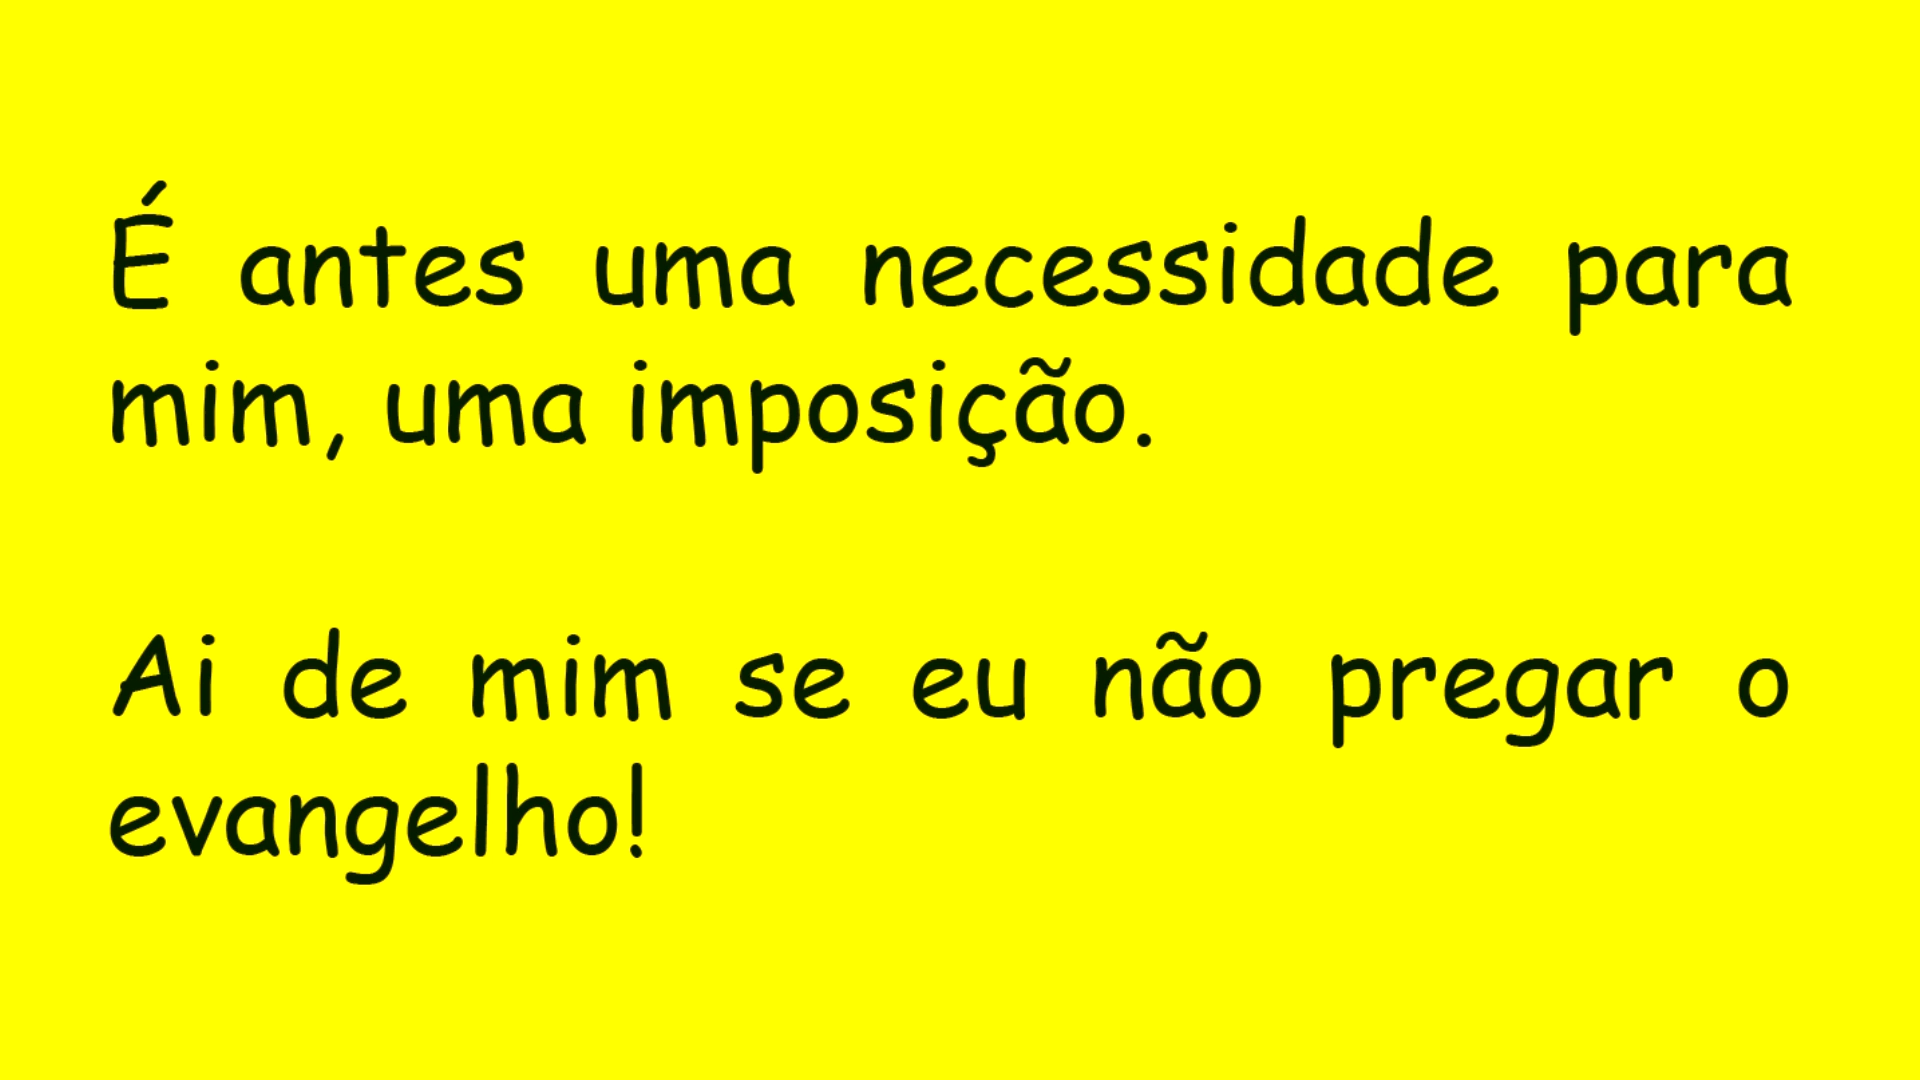 É antes uma necessidade para
mim, uma imposição.
Ai de mim se eu não pregar o
evangelho!